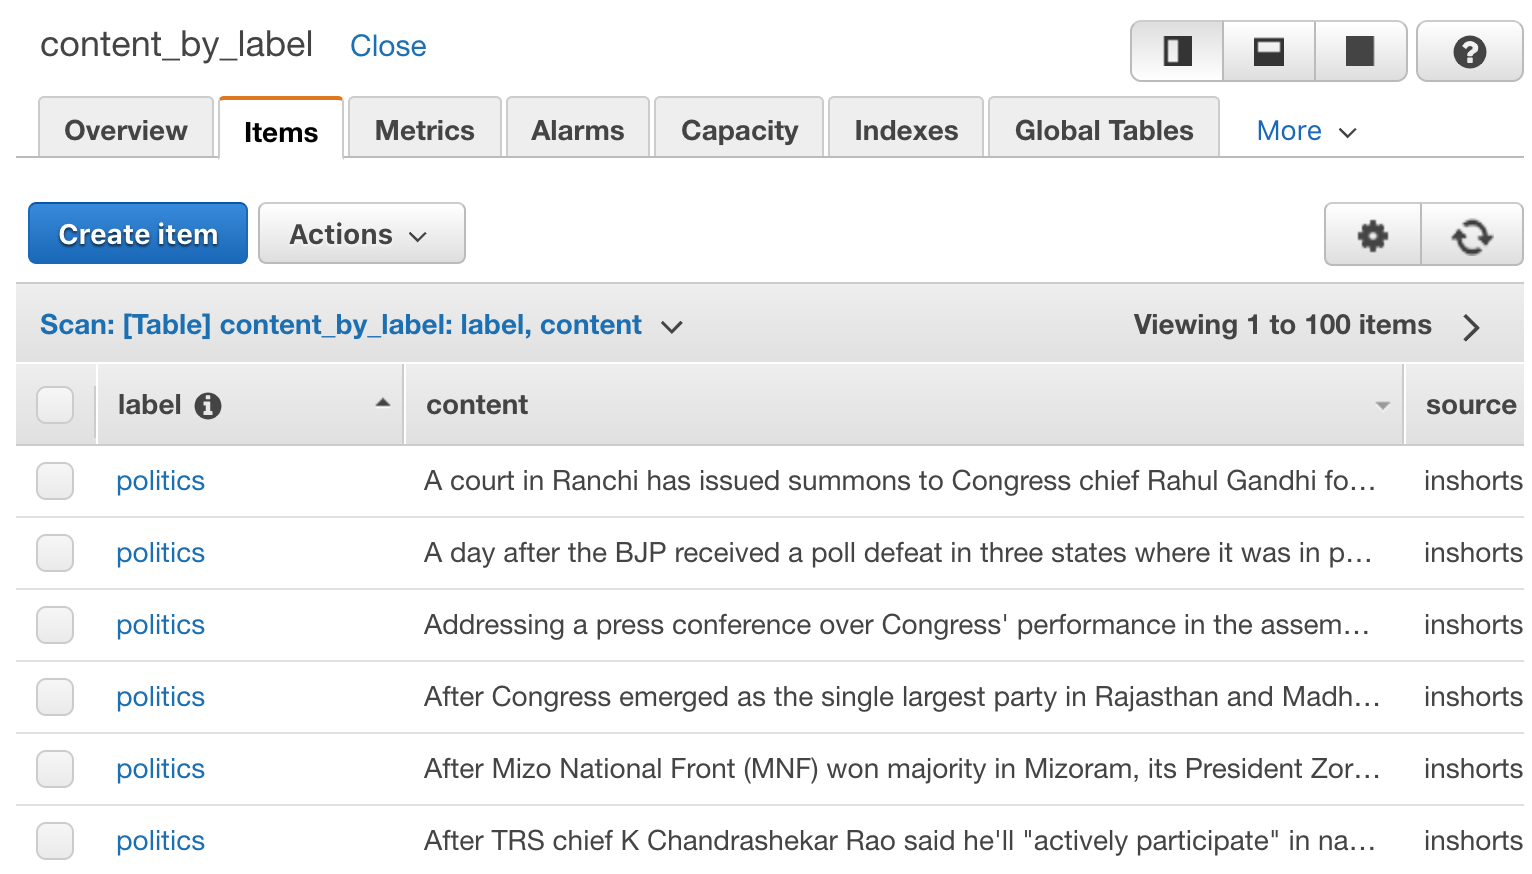 content_by_label Close
Overview Items Metrics Alarms Capacity Indexes Global Tables More
Create item Actions
Scan: [Table] content_by_label: label, content Viewing 1 to 100 items
label content source
politics A court in Ranchi has issued summons to Congress chief Rahul Gandhi fo... inshorts
politics A day after the BJP received a poll defeat in three states where it was in p... inshorts
politics Addressing a press conference over Congress' performance in the assem... inshorts
politics After Congress emerged as the single largest party in Rajasthan and Madh... inshorts
politics After Mizo National Front (MNF) won majority in Mizoram, its President Zor... inshorts
politics After TRS chief K Chandrashekar Rao said he'll "actively participate" in na... inshorts